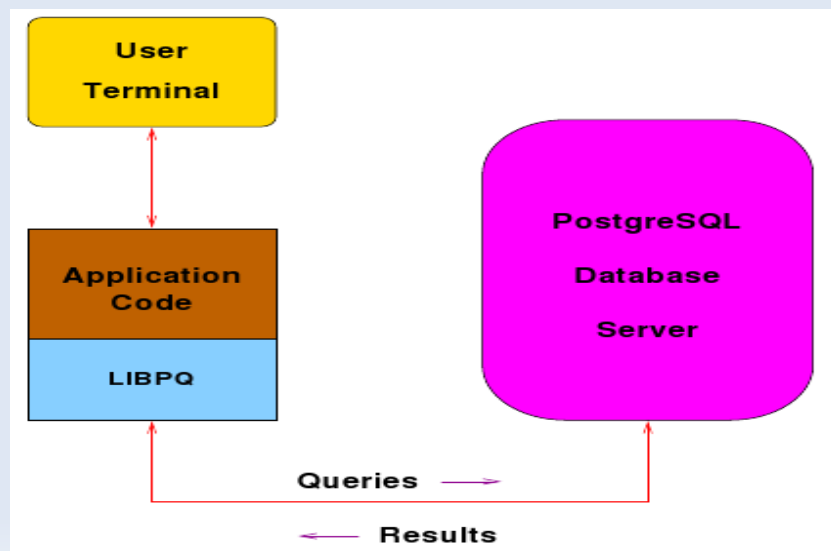 User
Terminal
Application
Code
LIBPQ
PostgreSQL
Database
Server
Queries
Results